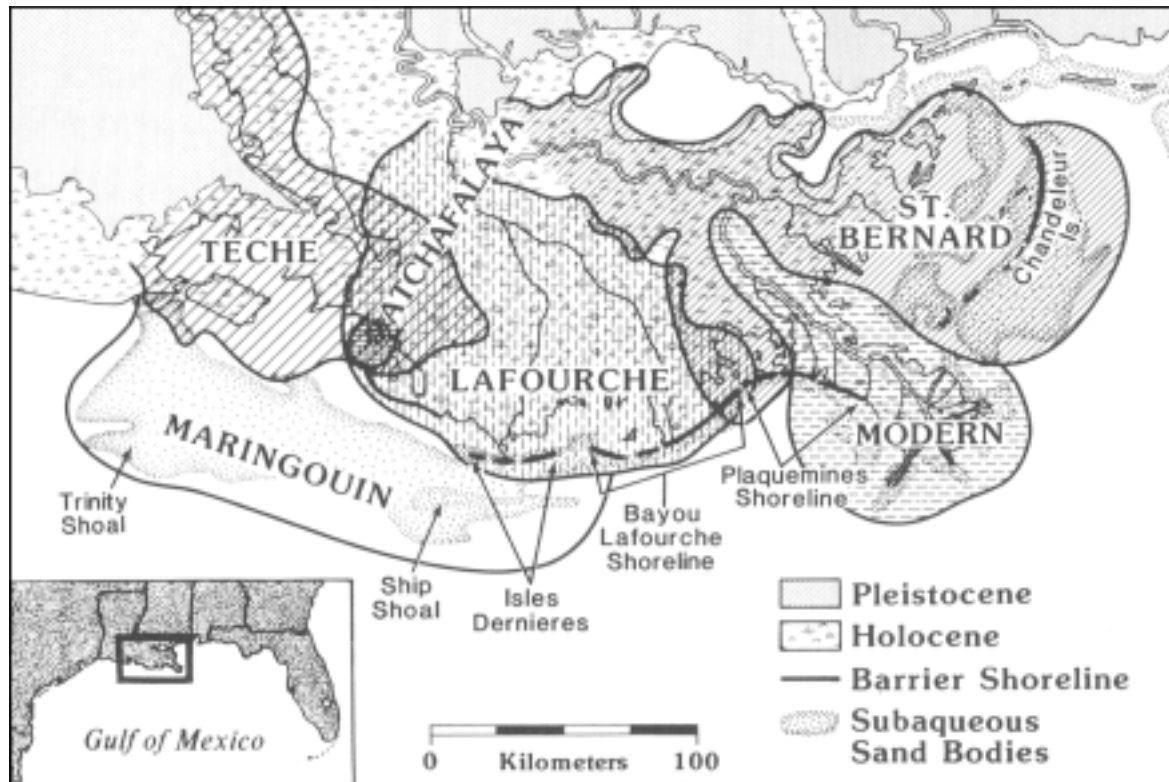 TECHE
ATCHAFALAYA
ST.
BERNARD
Chandeleur
Is.
LAFOURCHE
MARINGOUIN
MODERN
Trinity
Shoal
Ship
Shoal
Isles
Dernieres
Bayou
Lafourche
Shoreline
Plaquemines
Shoreline
Gulf of Mexico
0 Kilometers 100
Pleistocene
Holocene
Barrier Shoreline
Subaqueous
Sand Bodies